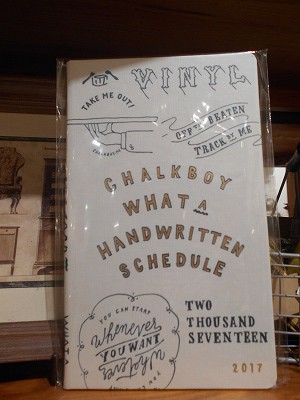 VINYL
TAKE ME OUT!
OFF THE BEATEN
TRACK BY ME
CHALKBOY
WHAT A
HANDWRITTEN
SCHEDULE
YOU CAN START
Whenever
YOU WANT
TWO
THOUSAND
SEVENTEEN
2017